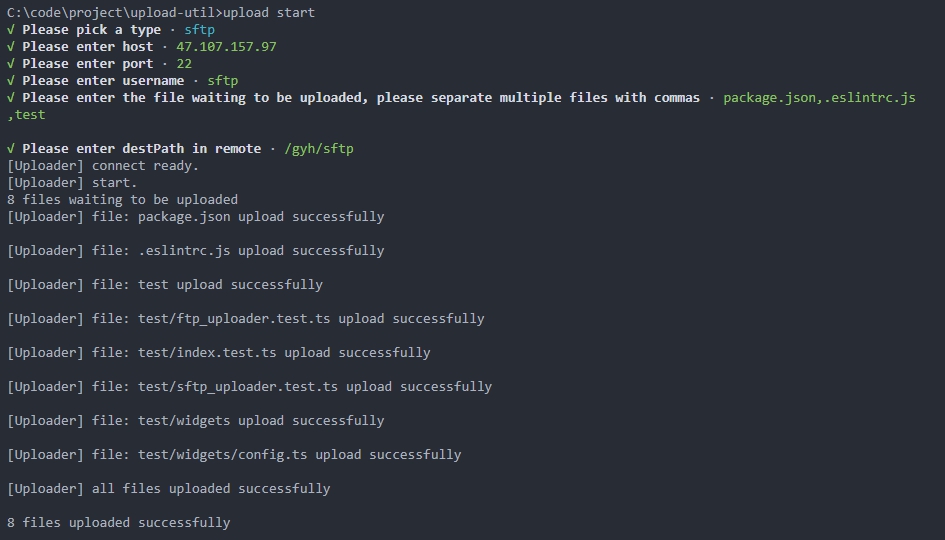 C:\code\project\upload-util>upload start
√ Please pick a type · sftp
√ Please enter host · 47.107.157.97
√ Please enter port · 22
√ Please enter username · sftp
√ Please enter the file waiting to be uploaded, please separate multiple files with commas · package.json,.eslintrc.js
,test
√ Please enter destPath in remote · /gyh/sftp
[Uploader] connect ready.
[Uploader] start.
8 files waiting to be uploaded
[Uploader] file: package.json upload successfully
[Uploader] file: .eslintrc.js upload successfully
[Uploader] file: test upload successfully
[Uploader] file: test/ftp_uploader.test.ts upload successfully
[Uploader] file: test/index.test.ts upload successfully
[Uploader] file: test/sftp_uploader.test.ts upload successfully
[Uploader] file: test/widgets upload successfully
[Uploader] file: test/widgets/config.ts upload successfully
[Uploader] all files uploaded successfully
8 files uploaded successfully